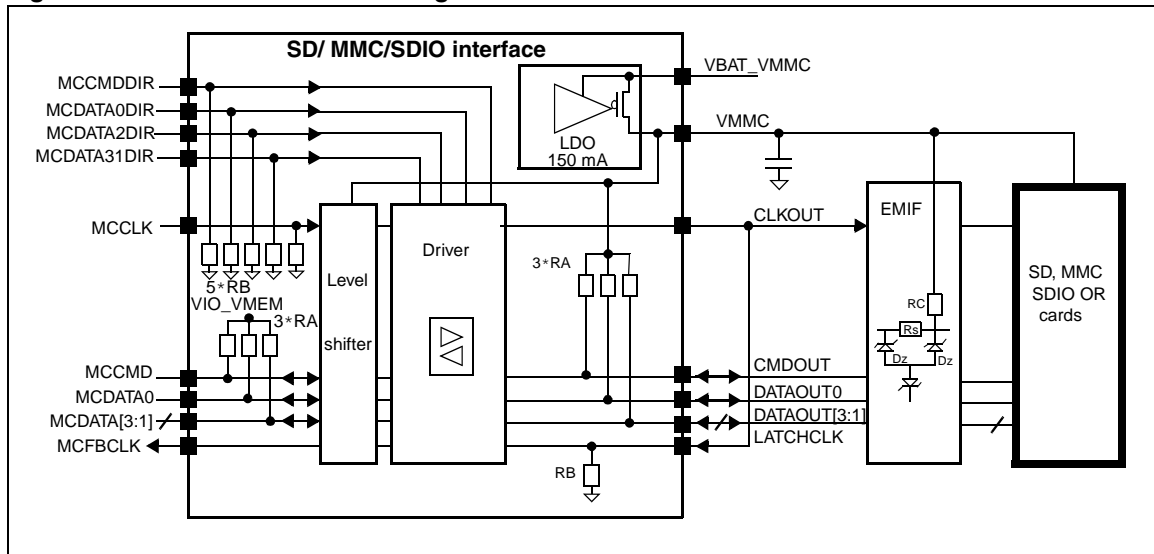 SD/ MMC/SDIO interface
MCCMDDIR
MCDATA0DIR
MCDATA2DIR
MCDATA31DIR
VBAT_VMMC
VMMC
LDO
150 mA
MCCLK
CLKOUT
EMIF
Level
shifter
Driver
3*RA
5*RB
VIO_VMEM
3*RA
RC
Rs
Dz
Dz
SD, MMC
SDIO OR
cards
MCCMD
MCDATA0
MCDATA[3:1]
MCFBCLK
CMDOUT
DATAOUT0
DATAOUT[3:1]
LATCHCLK
RB